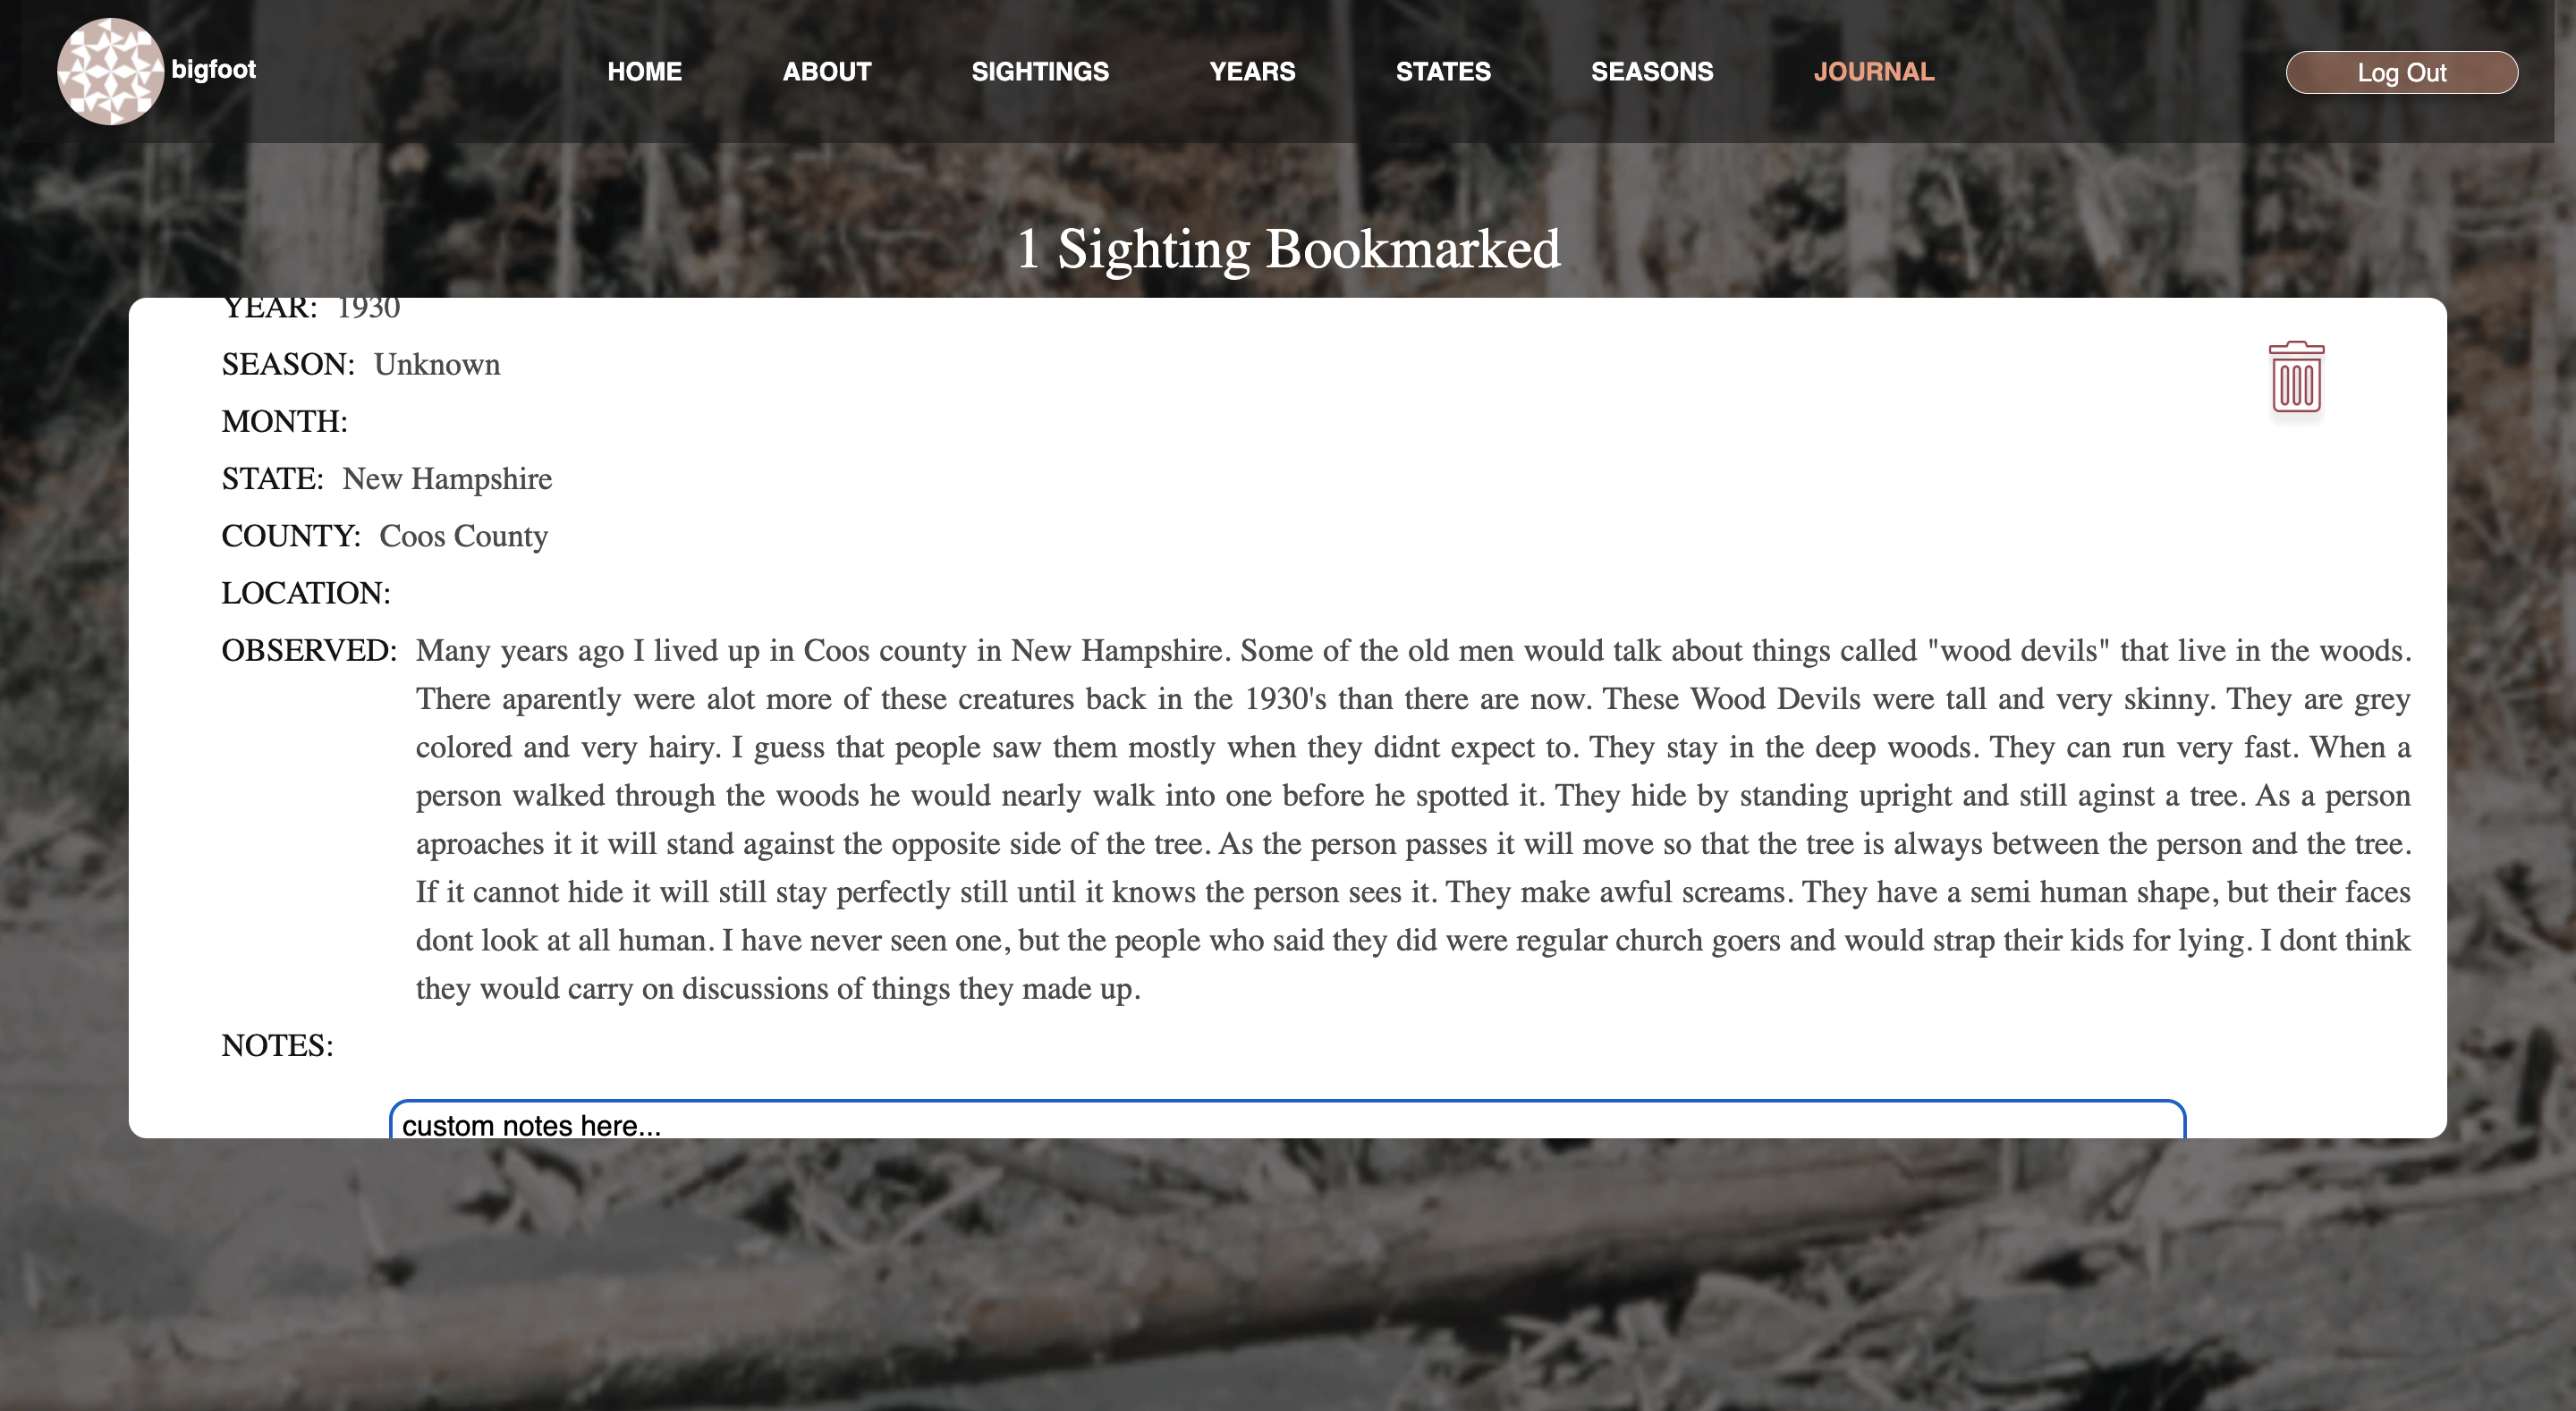 bigfoot
HOME ABOUT SIGHTINGS YEARS STATES SEASONS JOURNAL
Log Out
1 Sighting Bookmarked
YEAR: 1930
SEASON: Unknown
MONTH:
STATE: New Hampshire
COUNTY: Coos County
LOCATION:
OBSERVED: Many years ago I lived up in Coos county in New Hampshire. Some of the old men would talk about things called "wood devils" that live in the woods.
There aparently were alot more of these creatures back in the 1930's than there are now. These Wood Devils were tall and very skinny. They are grey
colored and very hairy. I guess that people saw them mostly when they didnt expect to. They stay in the deep woods. They can run very fast. When a
person walked through the woods he would nearly walk into one before he spotted it. They hide by standing upright and still aginst a tree. As a person
aproaches it it will stand against the opposite side of the tree. As the person passes it will move so that the tree is always between the person and the tree.
If it cannot hide it will still stay perfectly still until it knows the person sees it. They make awful screams. They have a semi human shape, but their faces
dont look at all human. I have never seen one, but the people who said they did were regular church goers and would strap their kids for lying. I dont think
they would carry on discussions of things they made up.
NOTES:
custom notes here...